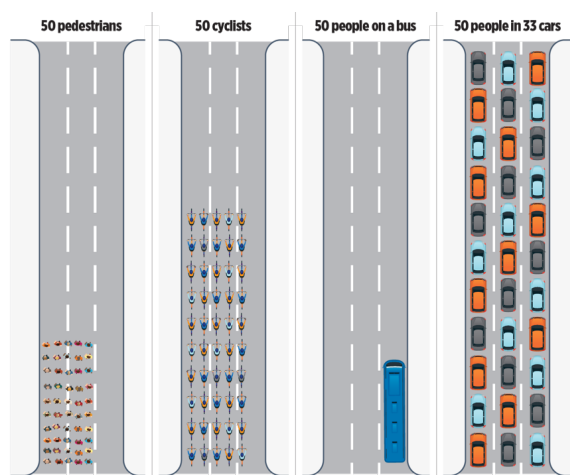 50 pedestrians
50 cyclists
50 people on a bus
50 people in 33 cars